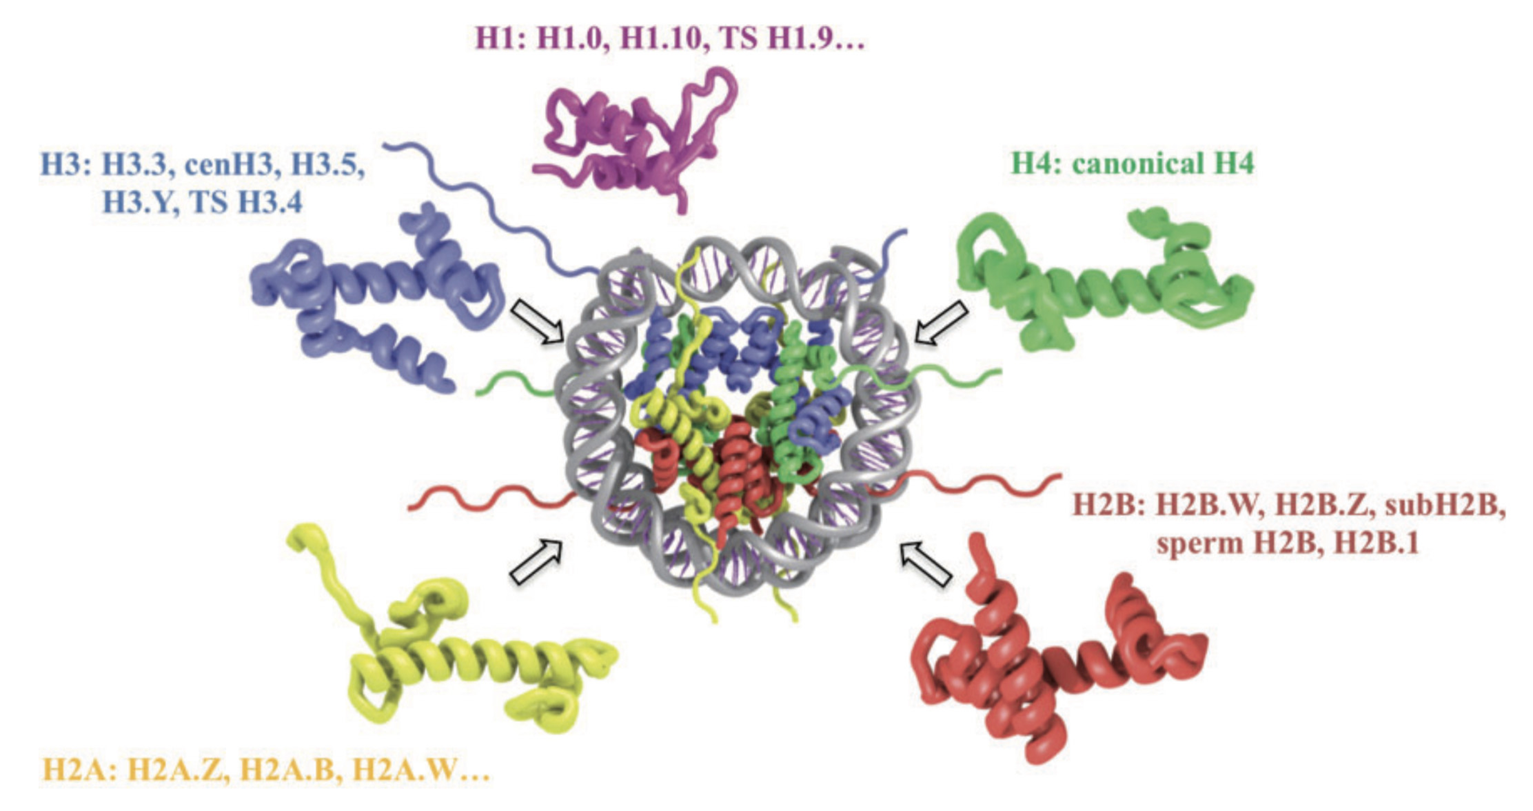 H1: H1.0, H1.10, TS H1.9…
H3: H3.3, cenH3, H3.5,
H3.Y, TS H3.4
H4: canonical H4
H2B: H2B.W, H2B.Z, subH2B,
sperm H2B, H2B.1
H2A: H2A.Z, H2A.B, H2A.W…